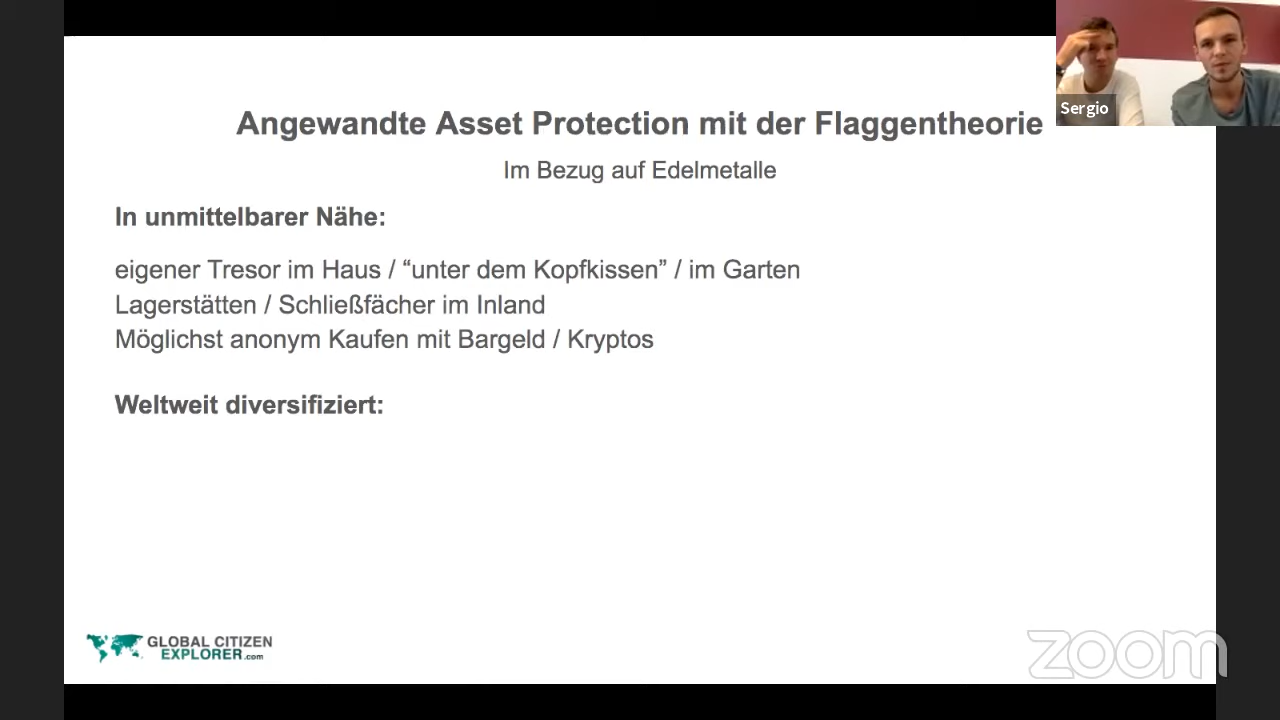 Sergio
Angewandte Asset Protection mit der Flaggentheorie
Im Bezug auf Edelmetalle
In unmittelbarer Nähe:
eigener Tresor im Haus / “unter dem Kopfkissen” / im Garten
Lagerstätten / Schließfächer im Inland
Möglichst anonym Kaufen mit Bargeld / Kryptos
Weltweit diversifiziert:
GLOBAL CITIZEN
EXPLORER.com
zoom